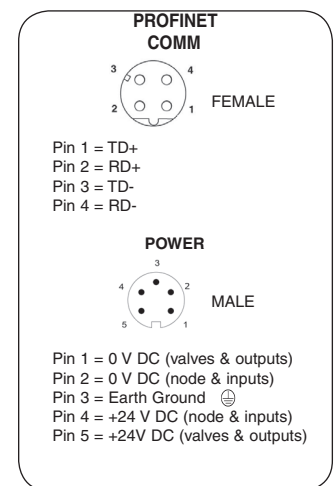 PROFINET
COMM
3 4
FEMALE
2 1
Pin 1 = TD+
Pin 2 = RD+
Pin 3 = TD-
Pin 4 = RD-
POWER
3
4 2
MALE
5 1
Pin 1 = 0 V DC (valves & outputs)
Pin 2 = 0 V DC (node & inputs)
Pin 3 = Earth Ground
Pin 4 = +24 V DC (node & inputs)
Pin 5 = +24V DC (valves & outputs)